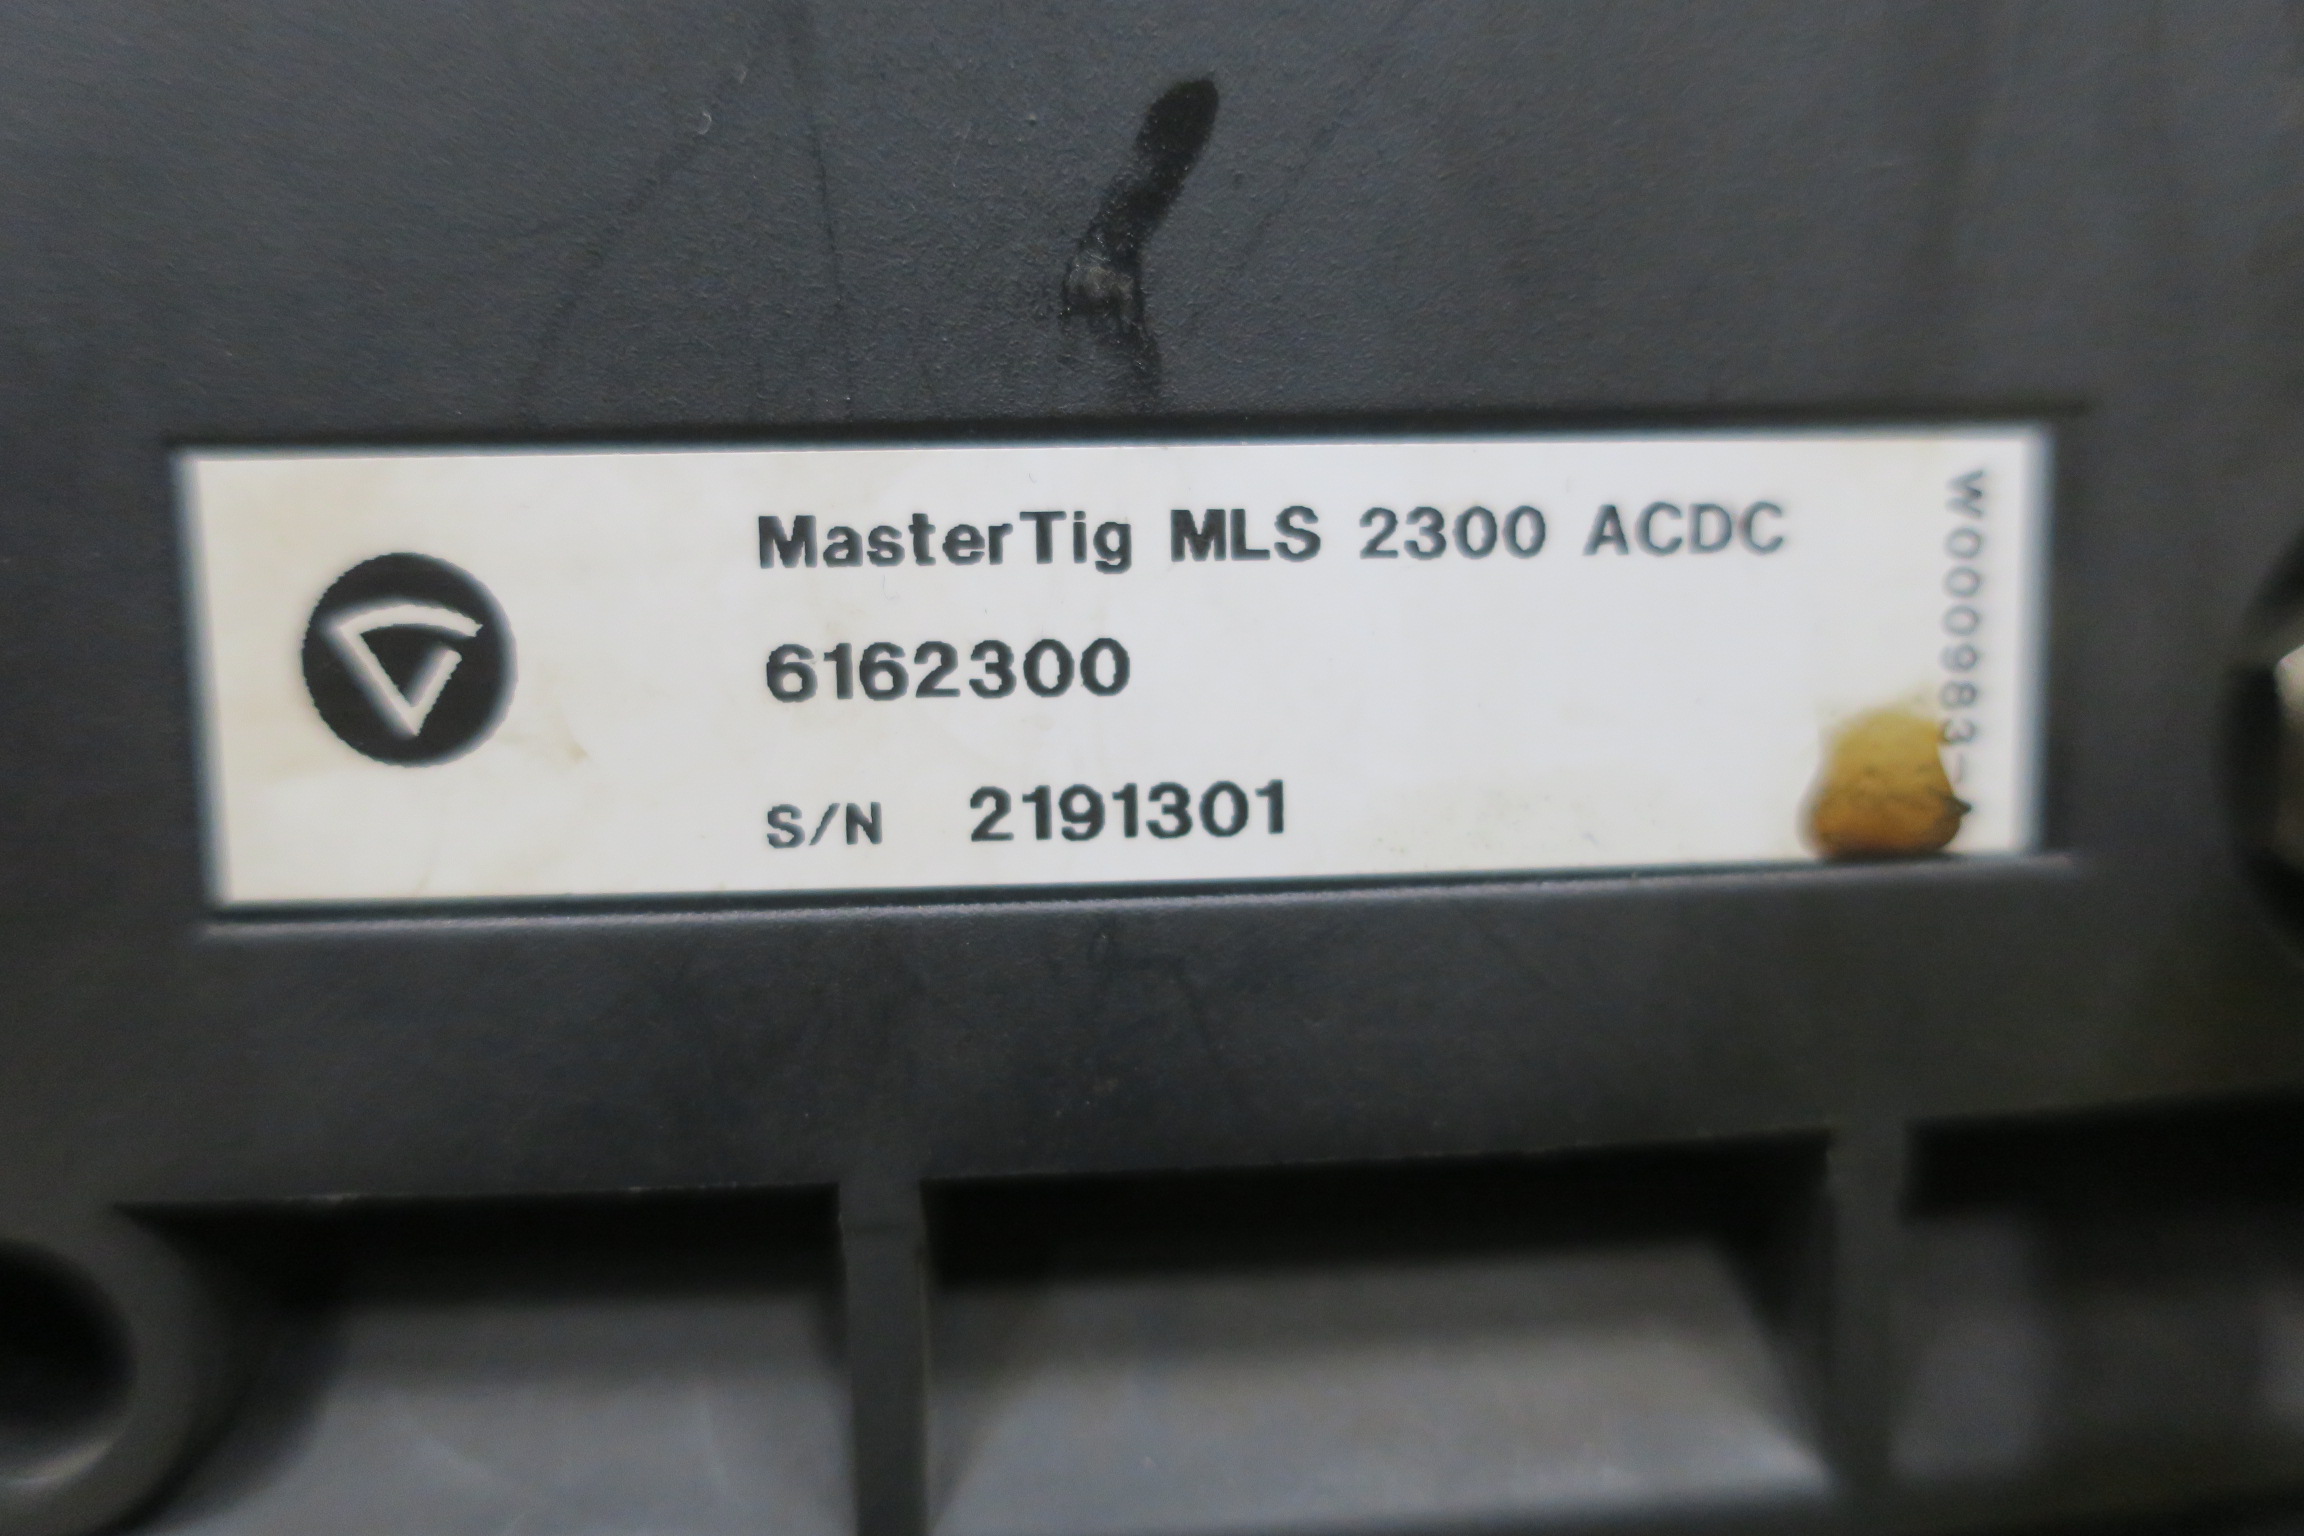 MasterTig MLS 2300 ACDC
6162300
S/N 2191301